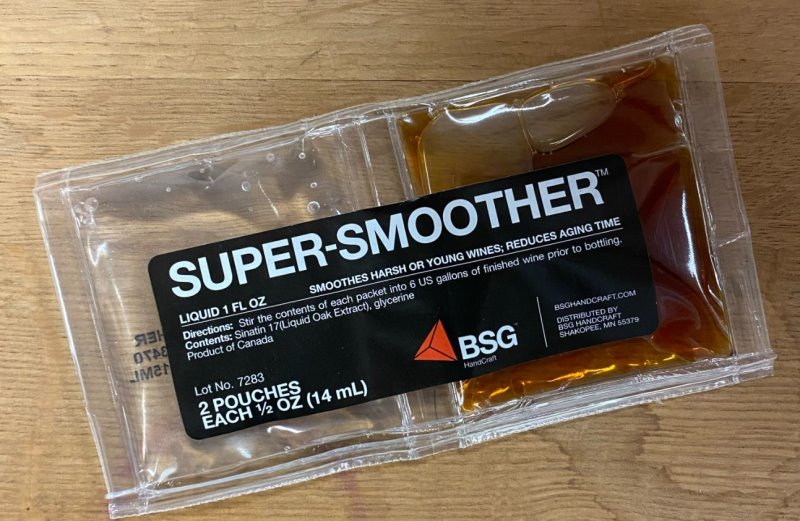 SUPER-SMOOTHER™
SMOOTHES HARSH OR YOUNG WINES; REDUCES AGING TIME
LIQUID 1 FL OZ
Directions: Stir the contents of each packet into 6 US gallons of finished wine prior to bottling.
Contents: Sinatin 17(Liquid Oak Extract), glycerine
Product of Canada
Lot No. 7283
2 POUCHES
EACH ½ OZ (14 mL)
BSG
HandCraft
BSGHANDCRAFT.COM
DISTRIBUTED BY
BSG HANDCRAFT
SHAKOPEE, MN 55379
HER
3470
15ML